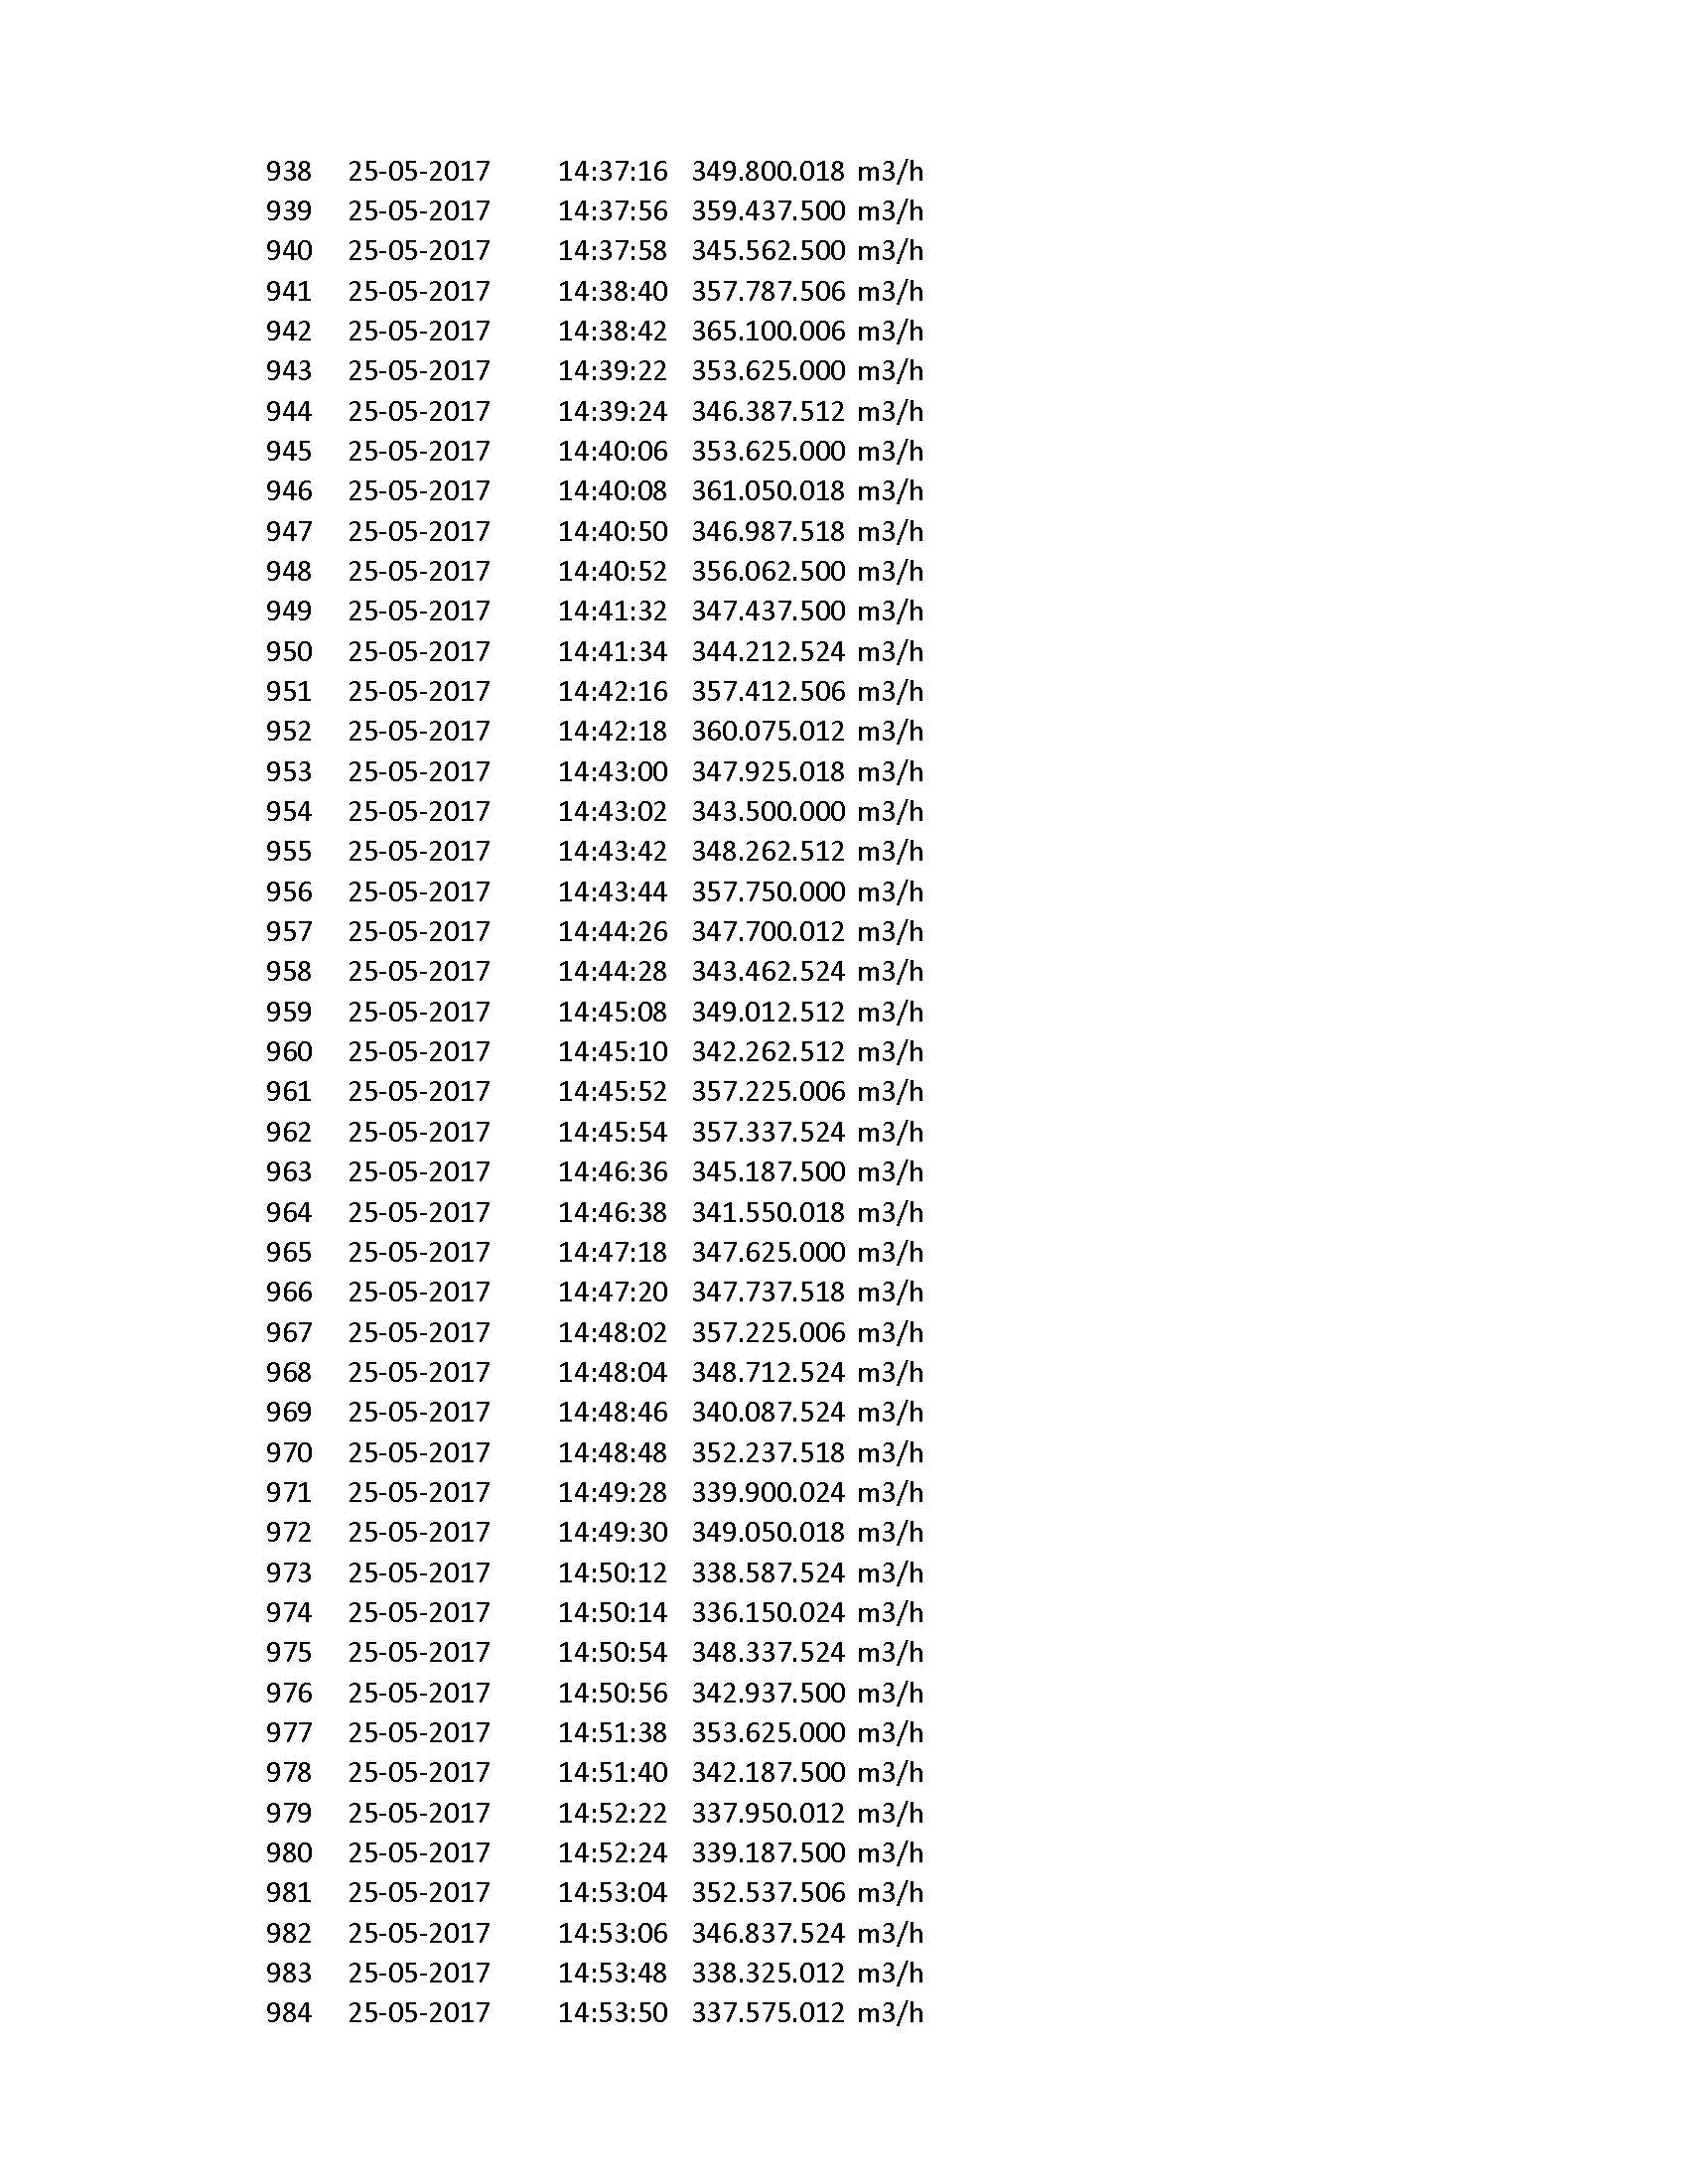 938 25-05-2017 14:37:16 349.800.018 m3/h
939 25-05-2017 14:37:56 359.437.500 m3/h
940 25-05-2017 14:37:58 345.562.500 m3/h
941 25-05-2017 14:38:40 357.787.506 m3/h
942 25-05-2017 14:38:42 365.100.006 m3/h
943 25-05-2017 14:39:22 353.625.000 m3/h
944 25-05-2017 14:39:24 346.387.512 m3/h
945 25-05-2017 14:40:06 353.625.000 m3/h
946 25-05-2017 14:40:08 361.050.018 m3/h
947 25-05-2017 14:40:50 346.987.518 m3/h
948 25-05-2017 14:40:52 356.062.500 m3/h
949 25-05-2017 14:41:32 347.437.500 m3/h
950 25-05-2017 14:41:34 344.212.524 m3/h
951 25-05-2017 14:42:16 357.412.506 m3/h
952 25-05-2017 14:42:18 360.075.012 m3/h
953 25-05-2017 14:43:00 347.925.018 m3/h
954 25-05-2017 14:43:02 343.500.000 m3/h
955 25-05-2017 14:43:42 348.262.512 m3/h
956 25-05-2017 14:43:44 357.750.000 m3/h
957 25-05-2017 14:44:26 347.700.012 m3/h
958 25-05-2017 14:44:28 343.462.524 m3/h
959 25-05-2017 14:45:08 349.012.512 m3/h
960 25-05-2017 14:45:10 342.262.512 m3/h
961 25-05-2017 14:45:52 357.225.006 m3/h
962 25-05-2017 14:45:54 357.337.524 m3/h
963 25-05-2017 14:46:36 345.187.500 m3/h
964 25-05-2017 14:46:38 341.550.018 m3/h
965 25-05-2017 14:47:18 347.625.000 m3/h
966 25-05-2017 14:47:20 347.737.518 m3/h
967 25-05-2017 14:48:02 357.225.006 m3/h
968 25-05-2017 14:48:04 348.712.524 m3/h
969 25-05-2017 14:48:46 340.087.524 m3/h
970 25-05-2017 14:48:48 352.237.518 m3/h
971 25-05-2017 14:49:28 339.900.024 m3/h
972 25-05-2017 14:49:30 349.050.018 m3/h
973 25-05-2017 14:50:12 338.587.524 m3/h
974 25-05-2017 14:50:14 336.150.024 m3/h
975 25-05-2017 14:50:54 348.337.524 m3/h
976 25-05-2017 14:50:56 342.937.500 m3/h
977 25-05-2017 14:51:38 353.625.000 m3/h
978 25-05-2017 14:51:40 342.187.500 m3/h
979 25-05-2017 14:52:22 337.950.012 m3/h
980 25-05-2017 14:52:24 339.187.500 m3/h
981 25-05-2017 14:53:04 352.537.506 m3/h
982 25-05-2017 14:53:06 346.837.524 m3/h
983 25-05-2017 14:53:48 338.325.012 m3/h
984 25-05-2017 14:53:50 337.575.012 m3/h